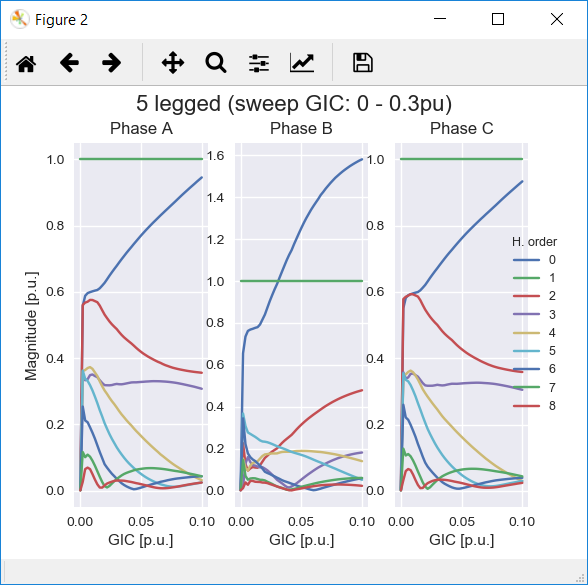 Figure 2
5 legged (sweep GIC: 0 - 0.3pu)
Phase A
Phase B
Phase C
Magnitude [p.u.]
1.0
0.8
0.6
0.4
0.2
0.0
1.6
1.4
1.2
1.0
0.8
0.6
0.4
0.2
0.0
1.0
0.8
0.6
0.4
0.2
0.0
H. order
0
1
2
3
4
5
6
7
8
0.00 0.05 0.10
0.00 0.05 0.10
0.00 0.05 0.10
GIC [p.u.]
GIC [p.u.]
GIC [p.u.]